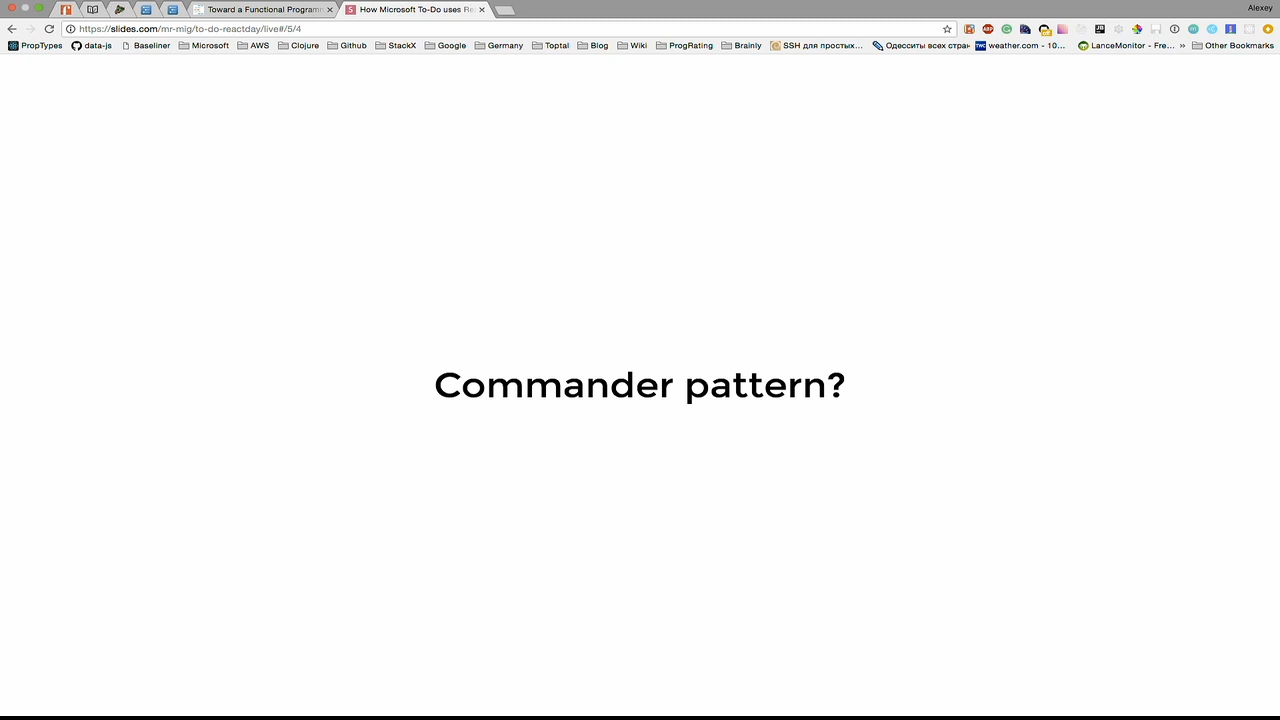 Toward a Functional Program
How Microsoft To-Do uses Re
Alexey
https://slides.com/mr-mig/to-do-reactday/live#/5/4
PropTypes data-js Baseliner Microsoft AWS Clojure Github StackX Google Germany Toptal Blog Wiki ProgRating Brainly SSH для простых... Одесситы всех стран weather.com - 10... LanceMonitor - Fre... » Other Bookmarks
Commander pattern?